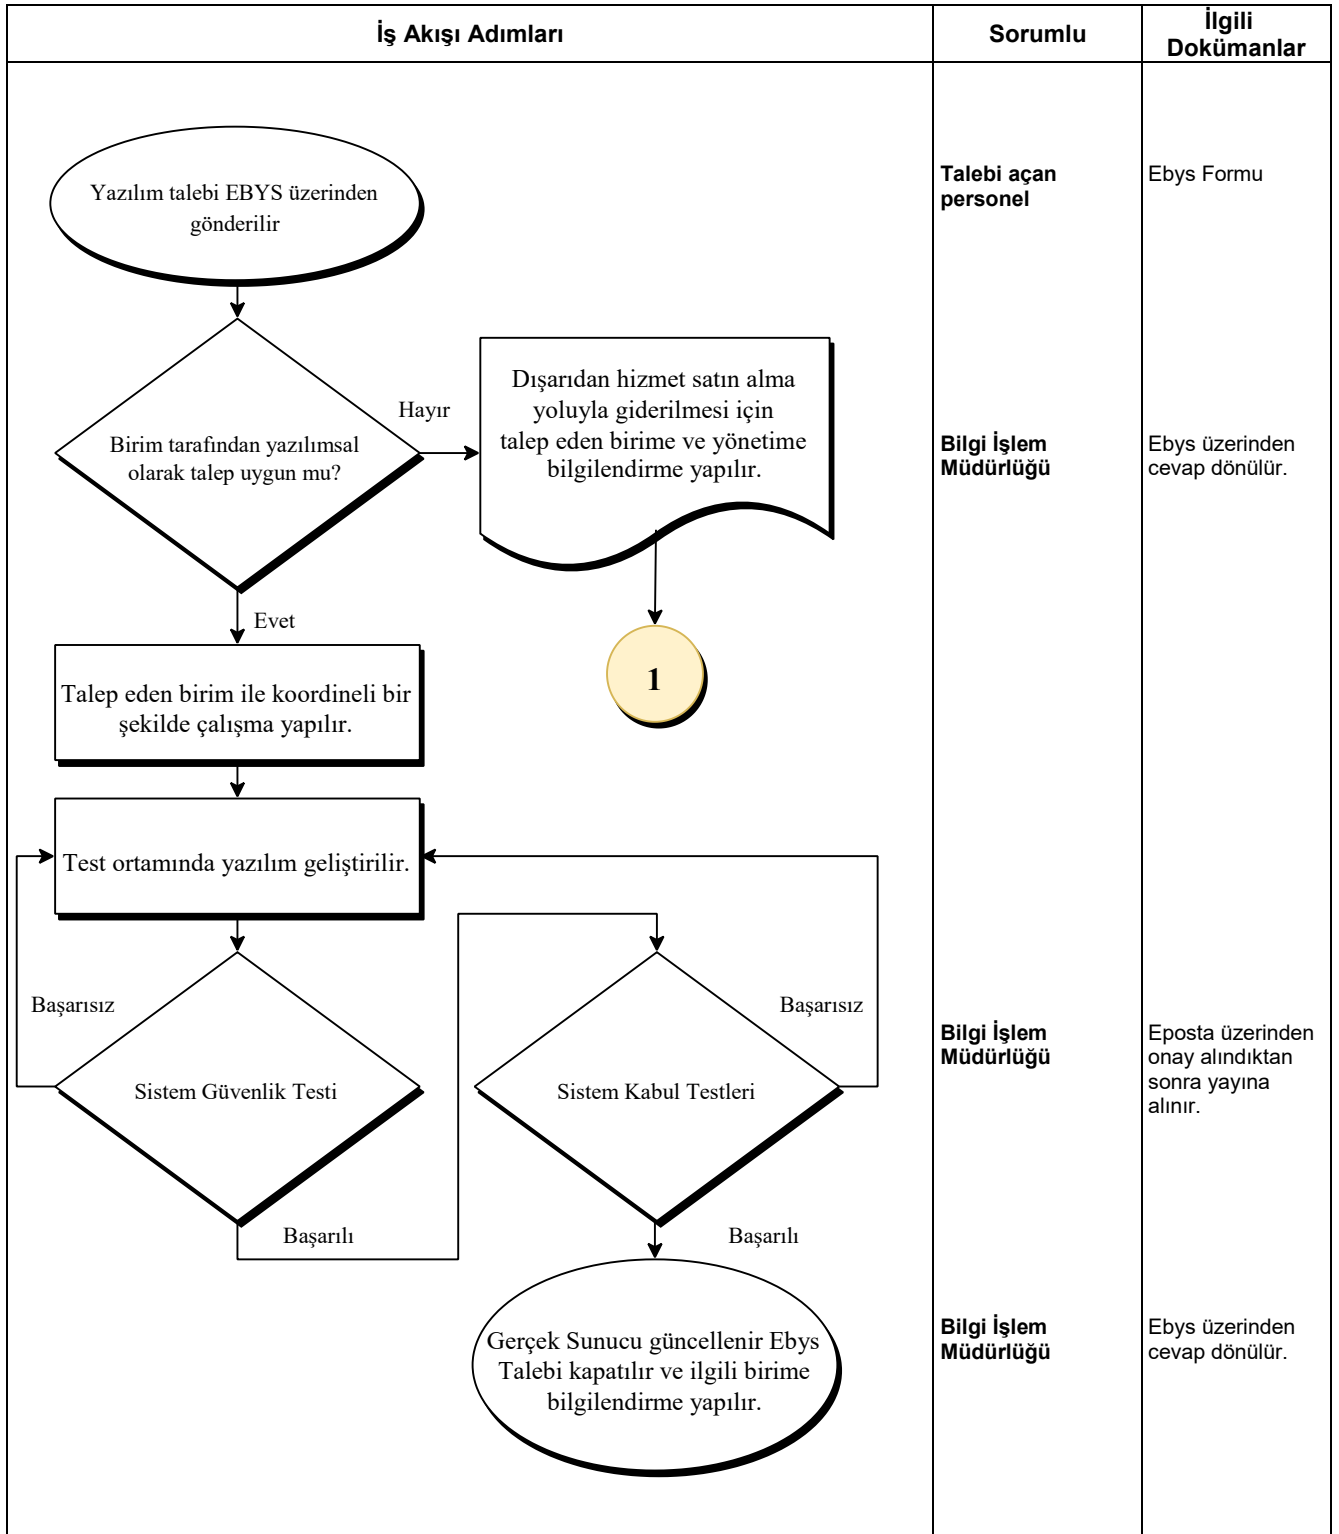 İş Akışı Adımları
Sorumlu
İlgili
Dokümanlar
Yazılım talebi EBYS üzerinden
gönderilir
Talebi açan
personel
Ebys Formu
Birim tarafından yazılımsal
olarak talep uygun mu?
Hayır
Dışarıdan hizmet satın alma
yoluyla giderilmesi için
talep eden birime ve yönetime
bilgilendirme yapılır.
Bilgi İşlem
Müdürlüğü
Ebys üzerinden
cevap dönülür.
Evet
1
Talep eden birim ile koordineli bir
şekilde çalışma yapılır.
Test ortamında yazılım geliştirilir.
Başarısız
Sistem Güvenlik Testi
Başarılı
Başarısız
Sistem Kabul Testleri
Başarılı
Bilgi İşlem
Müdürlüğü
Eposta üzerinden
onay alındıktan
sonra yayına
alınır.
Gerçek Sunucu güncellenir Ebys
Talebi kapatılır ve ilgili birime
bilgilendirme yapılır.
Bilgi İşlem
Müdürlüğü
Ebys üzerinden
cevap dönülür.